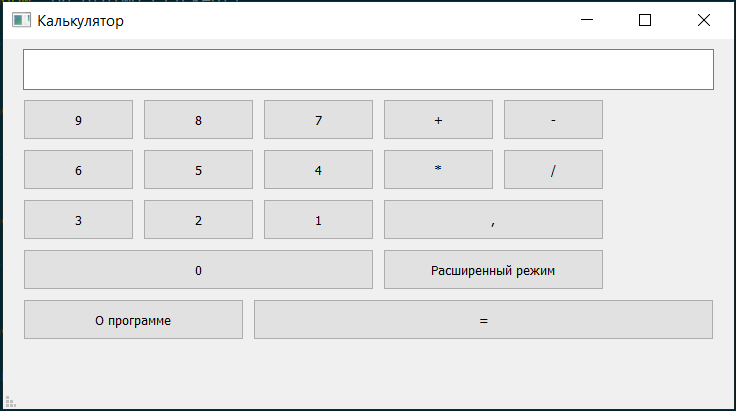 Калькулятор
9 8 7 + -
6 5 4 * /
3 2 1 ,
0 Расширенный режим
О программе =